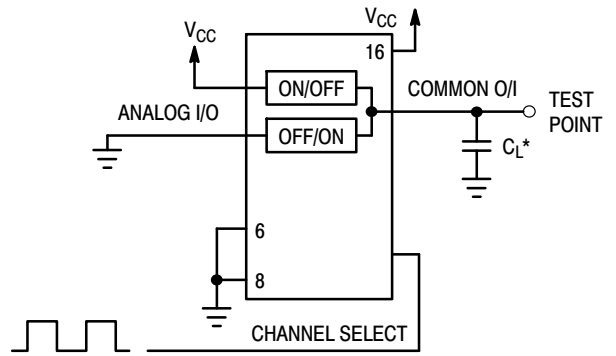 VCC
VCC
16
ON/OFF
COMMON O/I
TEST
POINT
ANALOG I/O
OFF/ON
CL*
6
8
CHANNEL SELECT